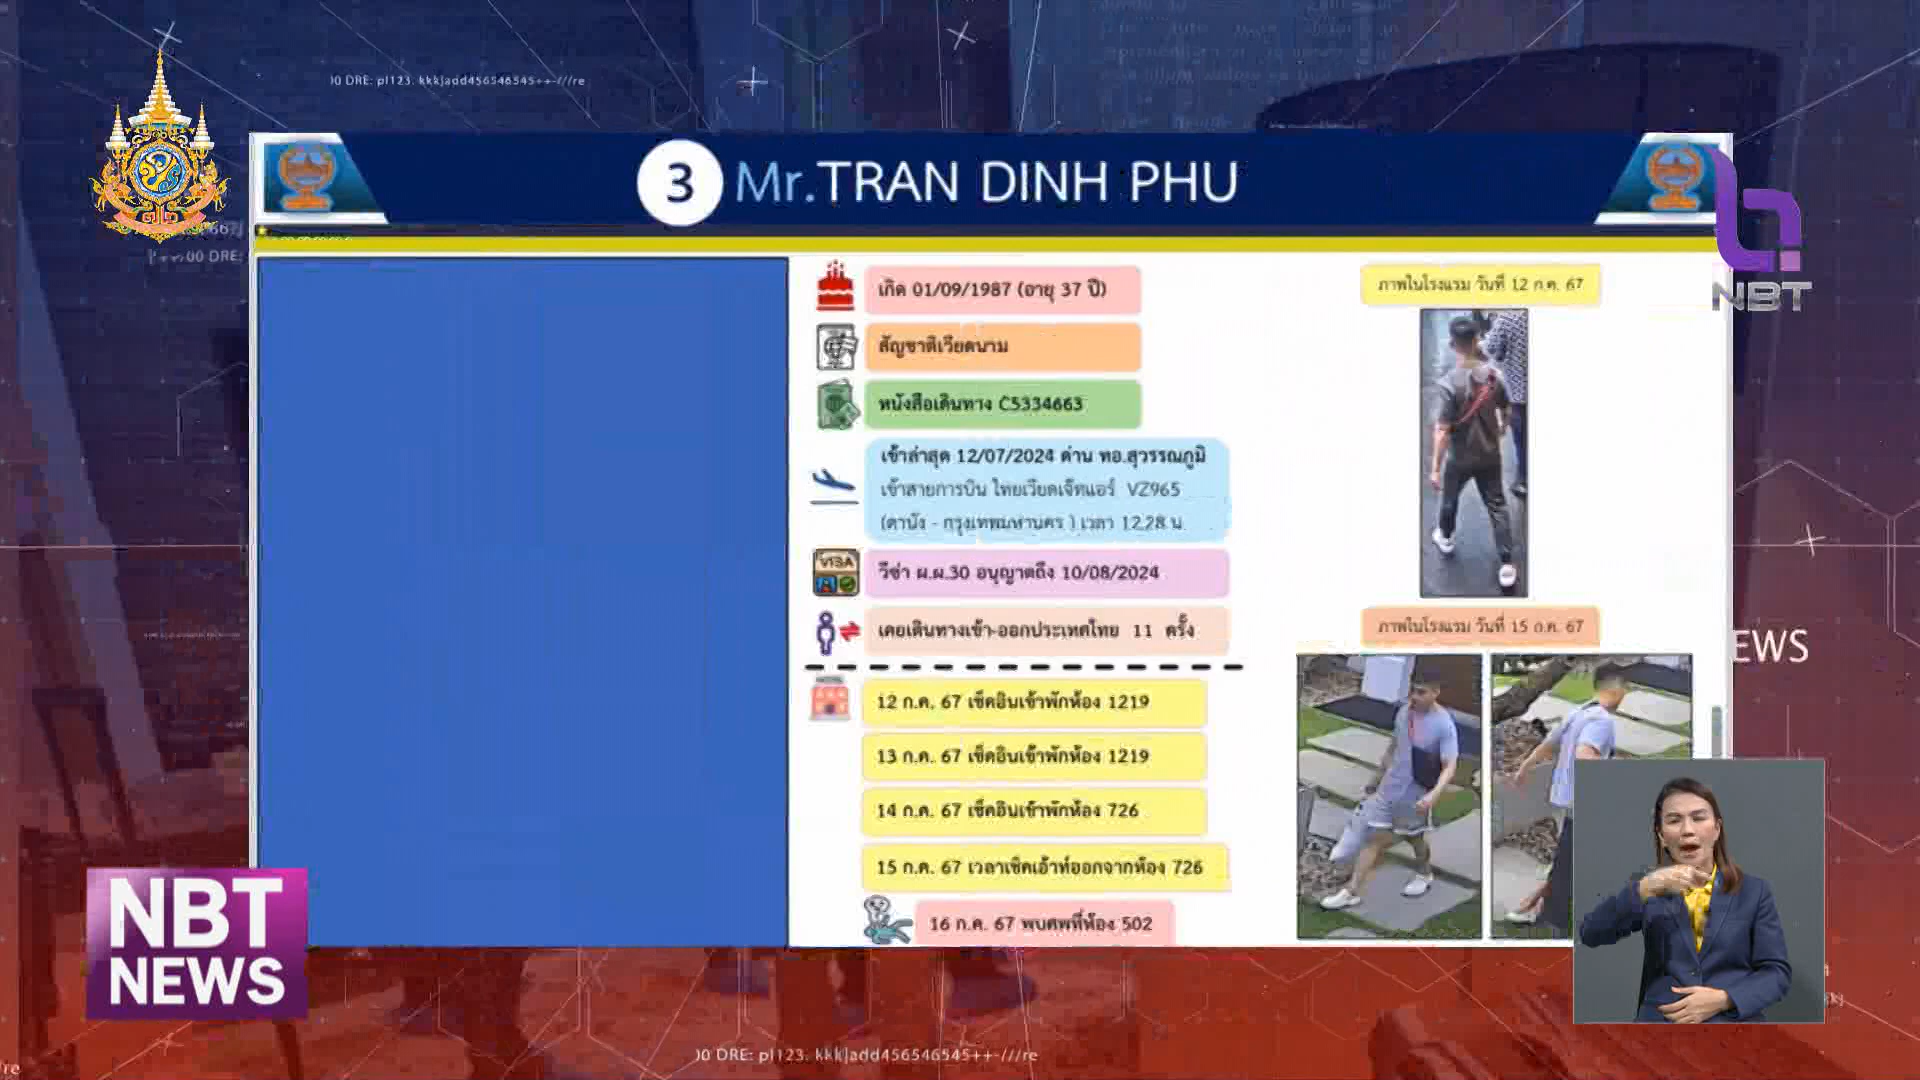 )0 DRE: pl123. kkk|add456546545++-///re
3 Mr.TRAN DINH PHU
NBT
00 DRE:
เกิด 01/09/1987 (อายุ 37 ปี)
สัญชาติเวียดนาม
หนังสือเดินทาง C5334663
เข้าล่าสุด 12/07/2024 ด่าน ทอ.สุวรรณภูมิ
เข้าสายการบิน ไทยเวียดเจ็ทแอร์ VZ965
(ดานัง - กรุงเทพมหานคร ) เวลา 12.28 น.
VISA
วีซ่า ผ.ผ.30 อนุญาตถึง 10/08/2024
เคยเดินทางเข้า-ออกประเทศไทย 11 ครั้ง
HOTEL
12 ก.ค. 67 เช็คอินเข้าพักห้อง 1219
13 ก.ค. 67 เช็คอินเข้าพักห้อง 1219
14 ก.ค. 67 เช็คอินเข้าพักห้อง 726
15 ก.ค. 67 เวลาเช็คเอ้าท์ออกจากห้อง 726
16 ก.ค. 67 พบศพที่ห้อง 502
ภาพในโรงแรม วันที่ 12 ก.ค. 67
ภาพในโรงแรม วันที่ 15 ก.ค. 67
EWS
NBT
NEWS
)0 DRE: pl123. kkk|add456546545++-///re
/re